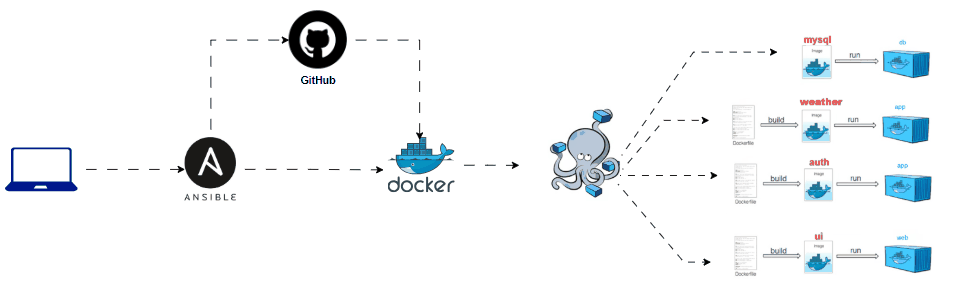 GitHub
ANSIBLE
docker
mysql
Image
run
db
Dockerfile
build
weather
Image
run
app
Dockerfile
build
auth
Image
run
app
Dockerfile
build
ui
Image
run
web